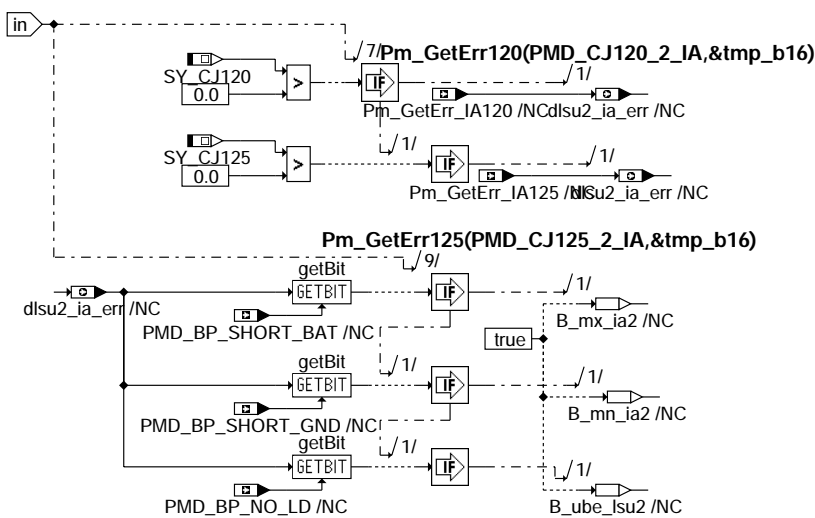 in
7/
Pm_GetErr120(PMD_CJ120_2_IA,&tmp_b16)
SY_CJ120
0.0
>
IF
1/
Pm_GetErr_IA120 /NC
dlsu2_ia_err /NC
SY_CJ125
0.0
>
1/
IF
1/
Pm_GetErr_IA125 /NC
dlsu2_ia_err /NC
Pm_GetErr125(PMD_CJ125_2_IA,&tmp_b16)
9/
getBit
GETBIT
IF
1/
dlsu2_ia_err /NC
PMD_BP_SHORT_BAT /NC
B_mx_ia2 /NC
true
getBit
GETBIT
1/
IF
1/
PMD_BP_SHORT_GND /NC
B_mn_ia2 /NC
getBit
GETBIT
1/
IF
1/
PMD_BP_NO_LD /NC
B_ube_lsu2 /NC